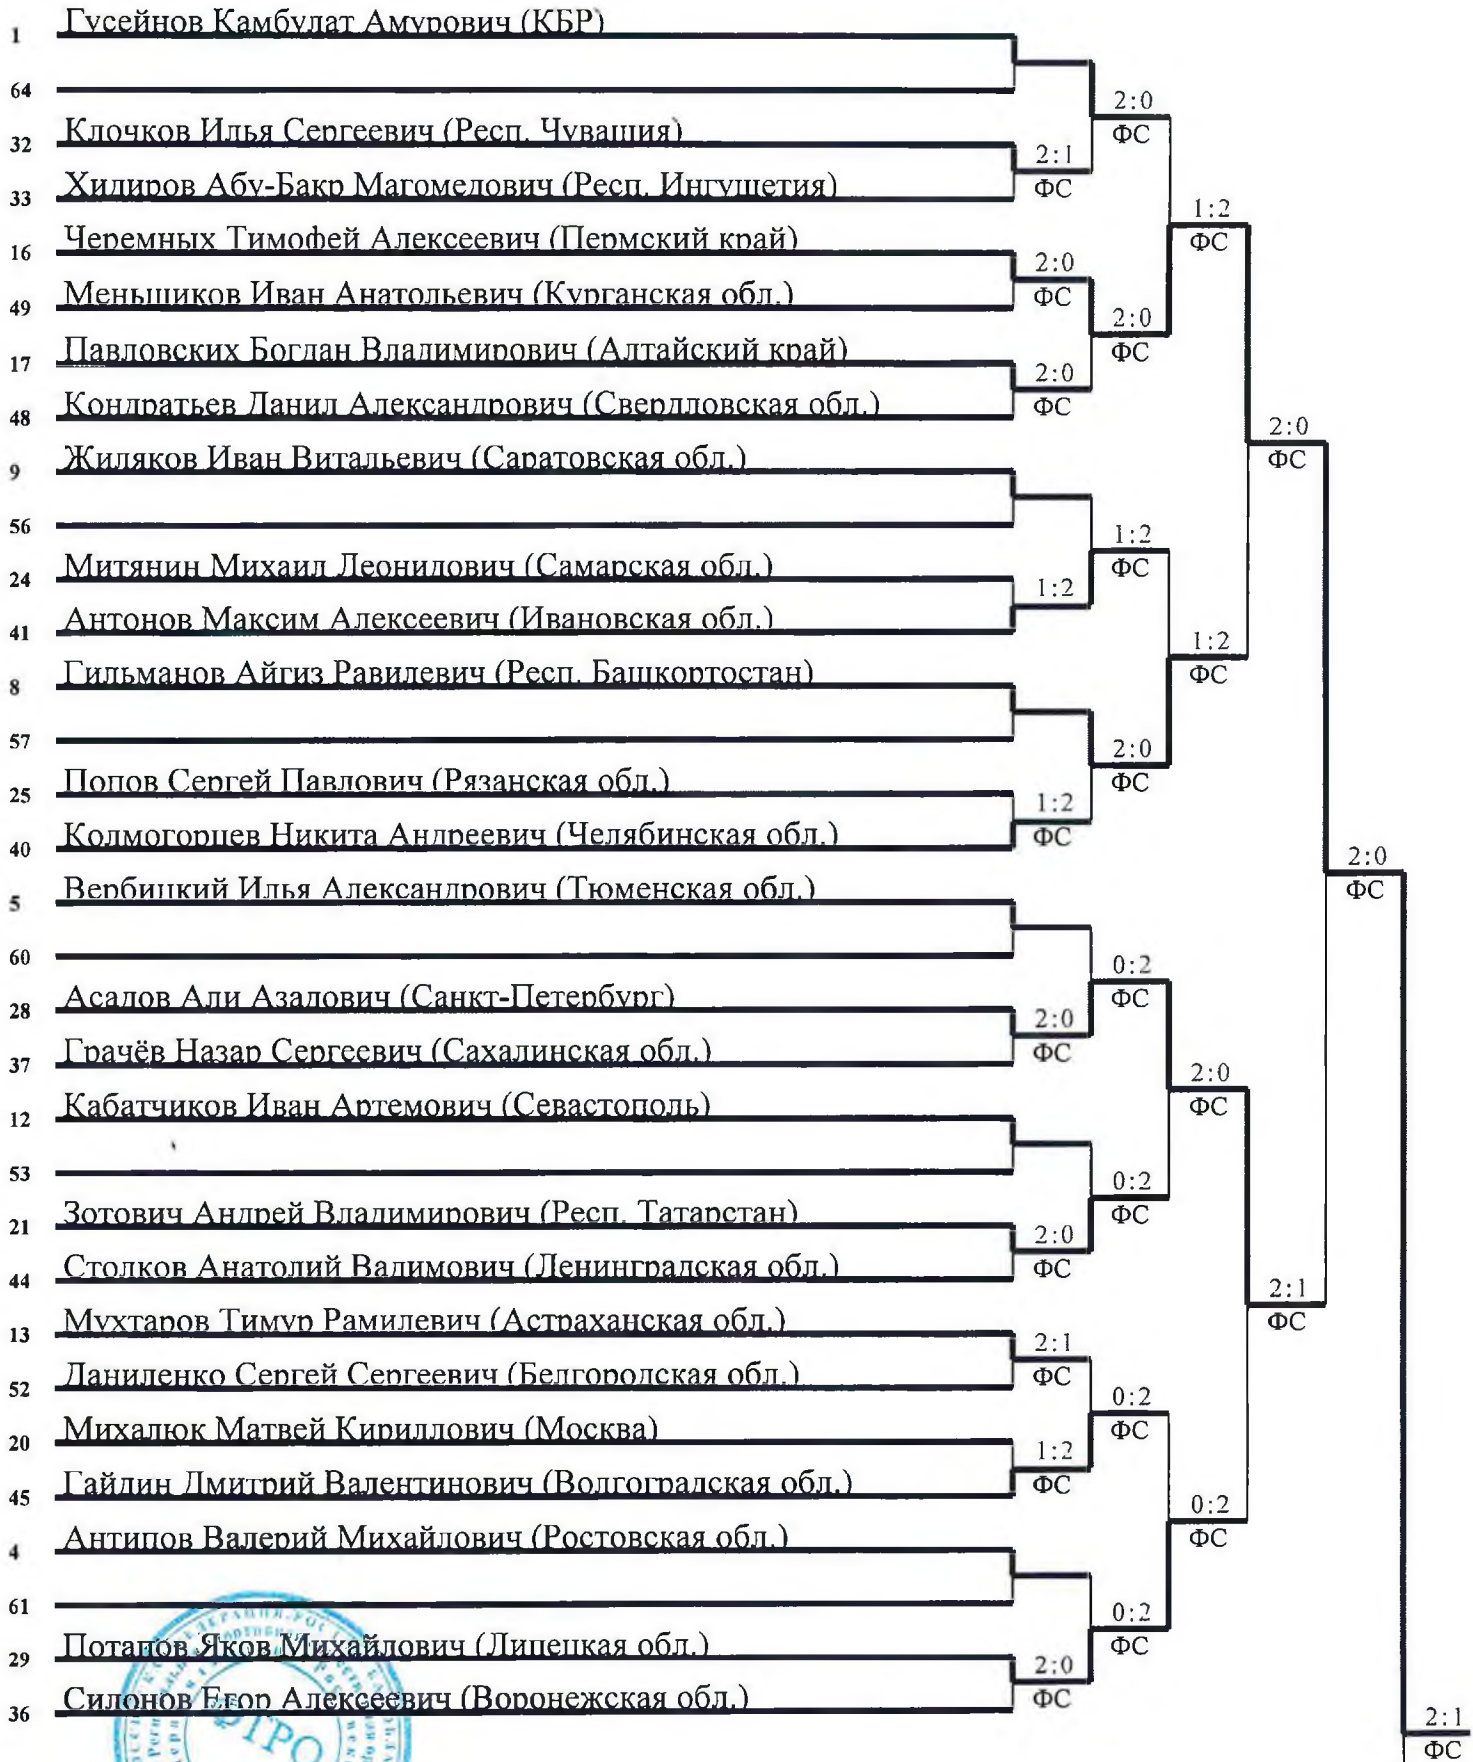 1 Гусейнов Камбулат Амурович (КБР)
64
2:0
ФС
32 Клочков Илья Сергеевич (Респ. Чувашия)
2:1
ФС
33 Хидиров Абу-Бакр Магомедович (Респ. Ингушетия)
1:2
ФС
16 Черемных Тимофей Алексеевич (Пермский край)
2:0
ФС
49 Меньшиков Иван Анатольевич (Курганская обл.)
2:0
ФС
17 Павловских Богдан Владимирович (Алтайский край)
2:0
ФС
48 Кондратьев Данил Александрович (Свердловская обл.)
2:0
ФС
9 Жиляков Иван Витальевич (Саратовская обл.)
56
1:2
ФС
24 Митянин Михаил Леонидович (Самарская обл.)
1:2
41 Антонов Максим Алексеевич (Ивановская обл.)
1:2
ФС
8 Гильманов Айгиз Равилевич (Респ. Башкортостан)
57
2:0
ФС
25 Попов Сергей Павлович (Рязанская обл.)
1:2
ФС
40 Колмогорцев Никита Андреевич (Челябинская обл.)
2:0
ФС
5 Вербицкий Илья Александрович (Тюменская обл.)
60
0:2
ФС
28 Асадов Али Азадович (Санкт-Петербург)
2:0
ФС
37 Грачёв Назар Сергеевич (Сахалинская обл.)
2:0
ФС
12 Кабатчиков Иван Артемович (Севастополь)
53
0:2
ФС
21 Зотович Андрей Владимирович (Респ. Татарстан)
2:0
ФС
44 Столков Анатолий Вадимович (Ленинградская обл.)
2:1
ФС
13 Мухтаров Тимур Рамилевич (Астраханская обл.)
2:1
ФС
52 Даниленко Сергей Сергеевич (Белгородская обл.)
0:2
ФС
20 Михалюк Матвей Кириллович (Москва)
1:2
ФС
45 Гайдин Дмитрий Валентинович (Волгоградская обл.)
0:2
ФС
4 Антипов Валерий Михайлович (Ростовская обл.)
61
0:2
ФС
29 Потапов Яков Михайлович (Липецкая обл.)
2:0
ФС
36 Силонов Егор Алексеевич (Воронежская обл.)
2:1
ФС